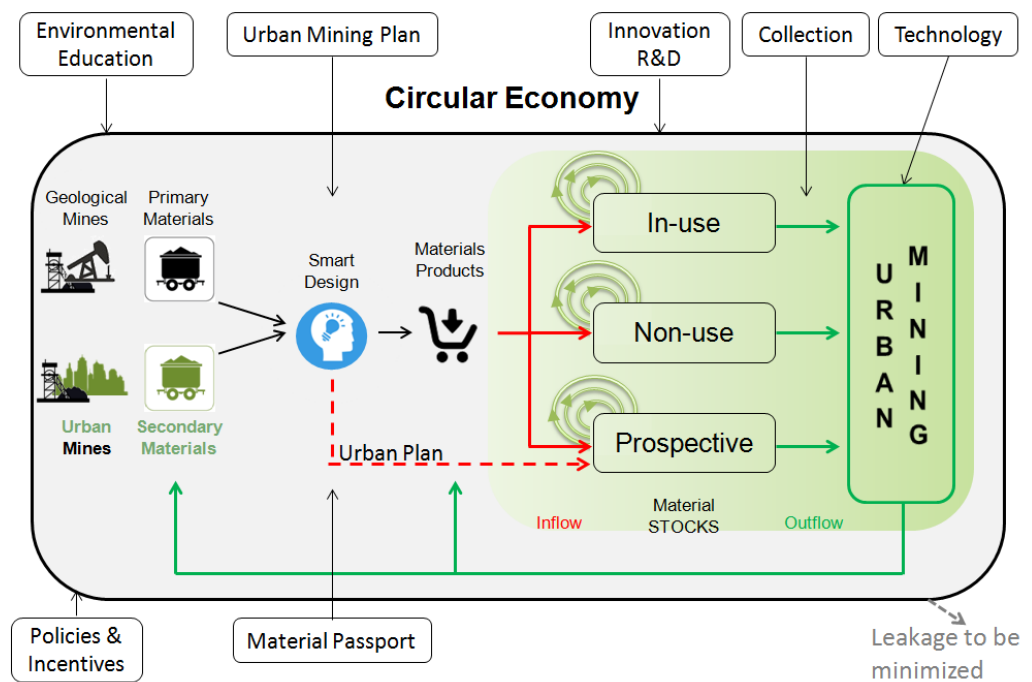 Environmental
Education
Urban Mining Plan
Innovation
R&D
Collection
Technology
Circular Economy
Geological
Mines
Primary
Materials
Smart
Design
Materials
Products
In-use
Non-use
Prospective
URBAN
MINING
Urban
Mines
Secondary
Materials
Urban Plan
Inflow
Material
STOCKS
Outflow
Policies &
Incentives
Material Passport
Leakage to be
minimized